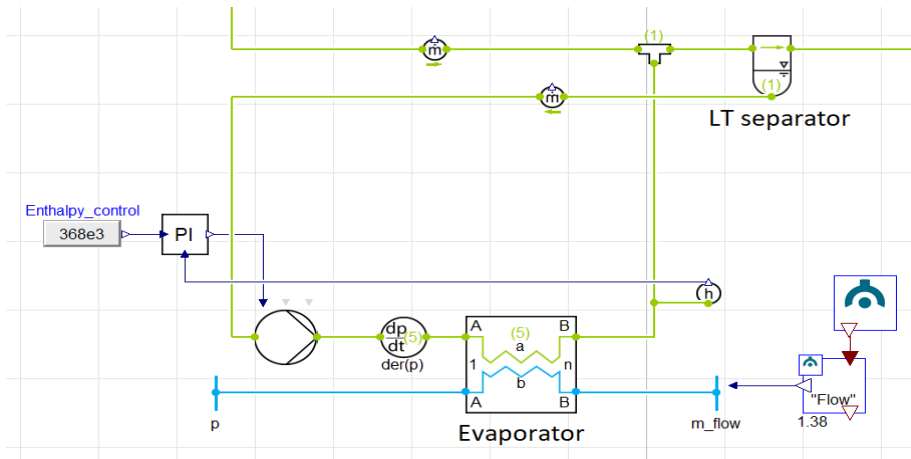 (1)
ṁ
ṁ
(1)
LT separator
Enthalpy_control
368e3
PI
h
dp
dt
(5)
der(p)
A
(5)
B
a
1
n
b
A
B
Evaporator
p
m_flow
"Flow"
1.38